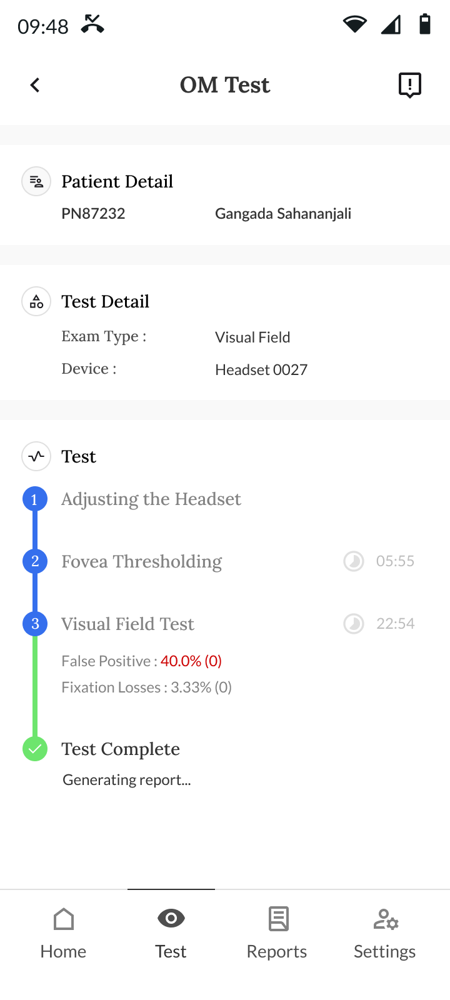 09:48
OM Test
Patient Detail
PN87232 Gangada Sahananjali
Test Detail
Exam Type : Visual Field
Device : Headset 0027
Test
1 Adjusting the Headset
2 Fovea Thresholding 05:55
3 Visual Field Test 22:54
False Positive : 40.0% (0)
Fixation Losses : 3.33% (0)
Test Complete
Generating report...
Home Test Reports Settings